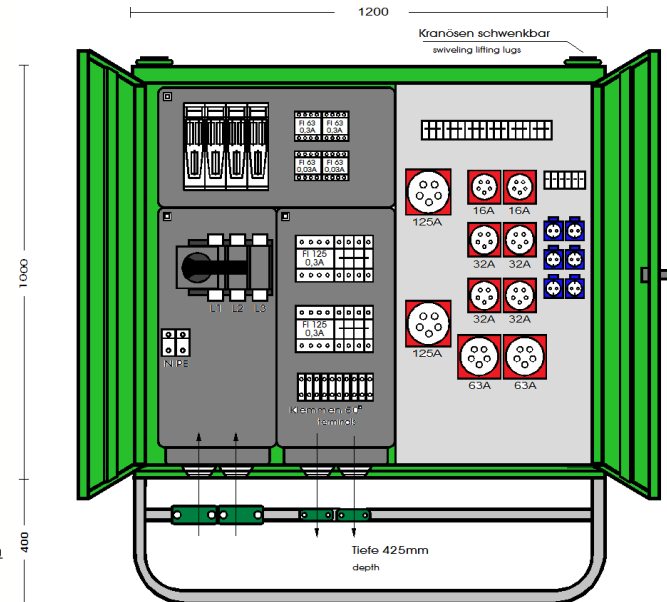 1200
Kranösen schwenkbar
swiveling lifting lugs
FI 63
0,3A
FI 63
0,3A
FI 63
0,03A
FI 63
0,03A
125A
16A
16A
32A
32A
1000
FI 125
0,3A
L1
L2
L3
32A
32A
FI 125
0,3A
125A
N
PE
63A
63A
Klemmen
terminals
400
Tiefe 425mm
depth